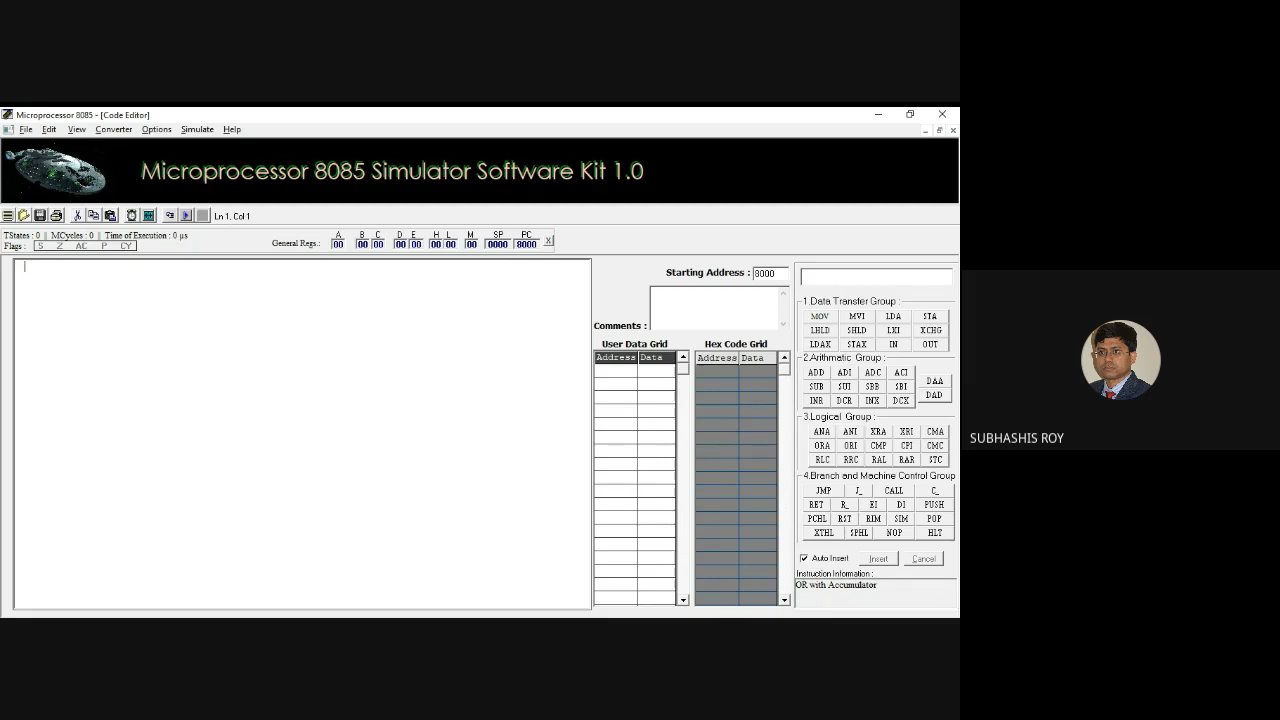 Microprocessor 8085 - [Code Editor]
File Edit View Converter Options Simulate Help
Microprocessor 8085 Simulator Software Kit 1.0
Ln 1, Col 1
TStates : 0 || MCycles : 0 || Time of Execution : 0 µs
Flags : S Z AC P CY
General Regs.:
A B C D E H L M SP PC
00 00 00 00 00 00 00 00 0000 8000 X
Starting Address : 8000
Comments :
User Data Grid
Address Data
Hex Code Grid
Address Data
1.Data Transfer Group :
MOV MVI LDA STA
LHLD SHLD LXI XCHG
LDAX STAX IN OUT
2.Arithmatic Group :
ADD ADI ADC ACI
SUB SUI SBB SBI
INR DCR INX DCX
DAA
DAD
3.Logical Group :
ANA ANI XRA XRI CMA
ORA ORI CMP CPI CMC
RLC RRC RAL RAR STC
4.Branch and Machine Control Group
JMP J_ CALL C_
RET R_ EI DI PUSH
PCHL RST RIM SIM POP
XTHL SPHL NOP HLT
Auto Insert Insert Cancel
Instruction Information :
OR with Accumulator
SUBHASHIS ROY